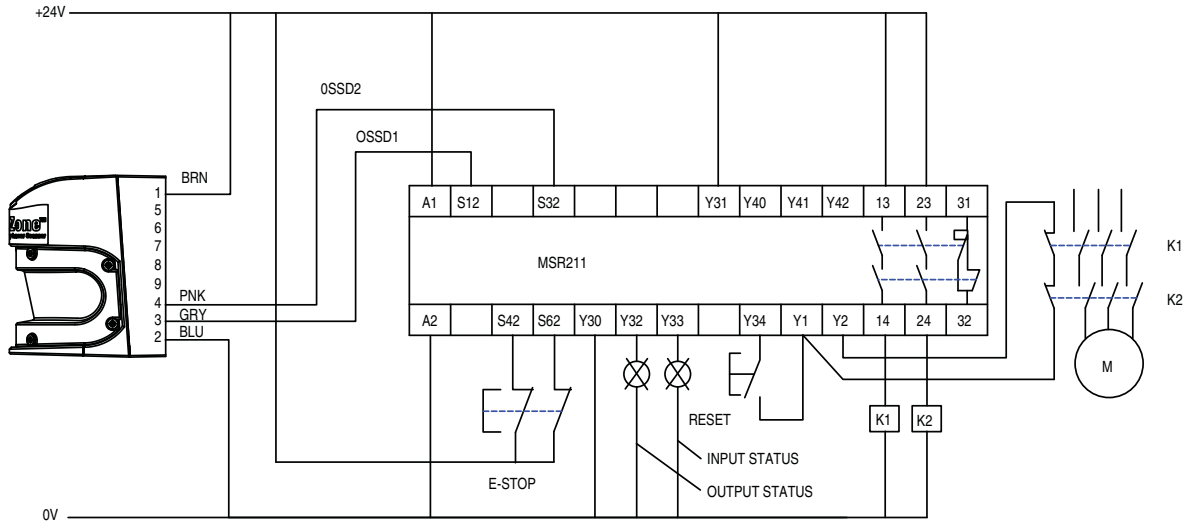 +24V
0SSD2
OSSD1
BRN
1
5
6
7
8
9
4
3
2
PNK
GRY
BLU
Zone™
A1 S12 S32 Y31 Y40 Y41 Y42 13 23 31
MSR211
A2 S42 S62 Y30 Y32 Y33 Y34 Y1 Y2 14 24 32
K1
K2
M
K1 K2
RESET
INPUT STATUS
OUTPUT STATUS
E-STOP
0V